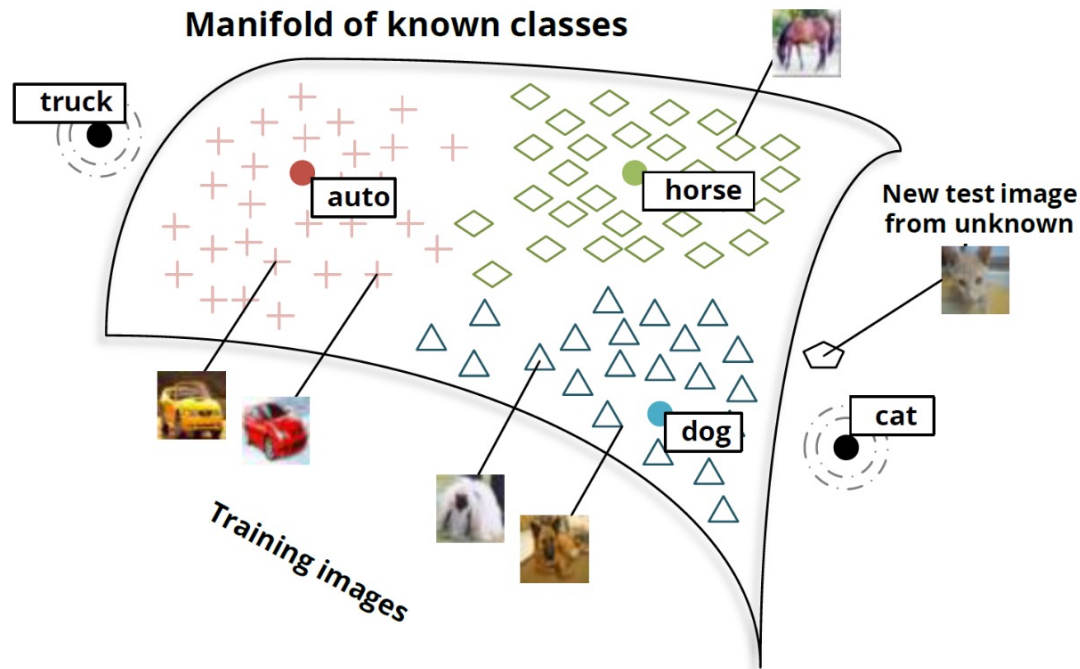 Manifold of known classes
truck
auto
horse
New test image
from unknown
cat
dog
Training images